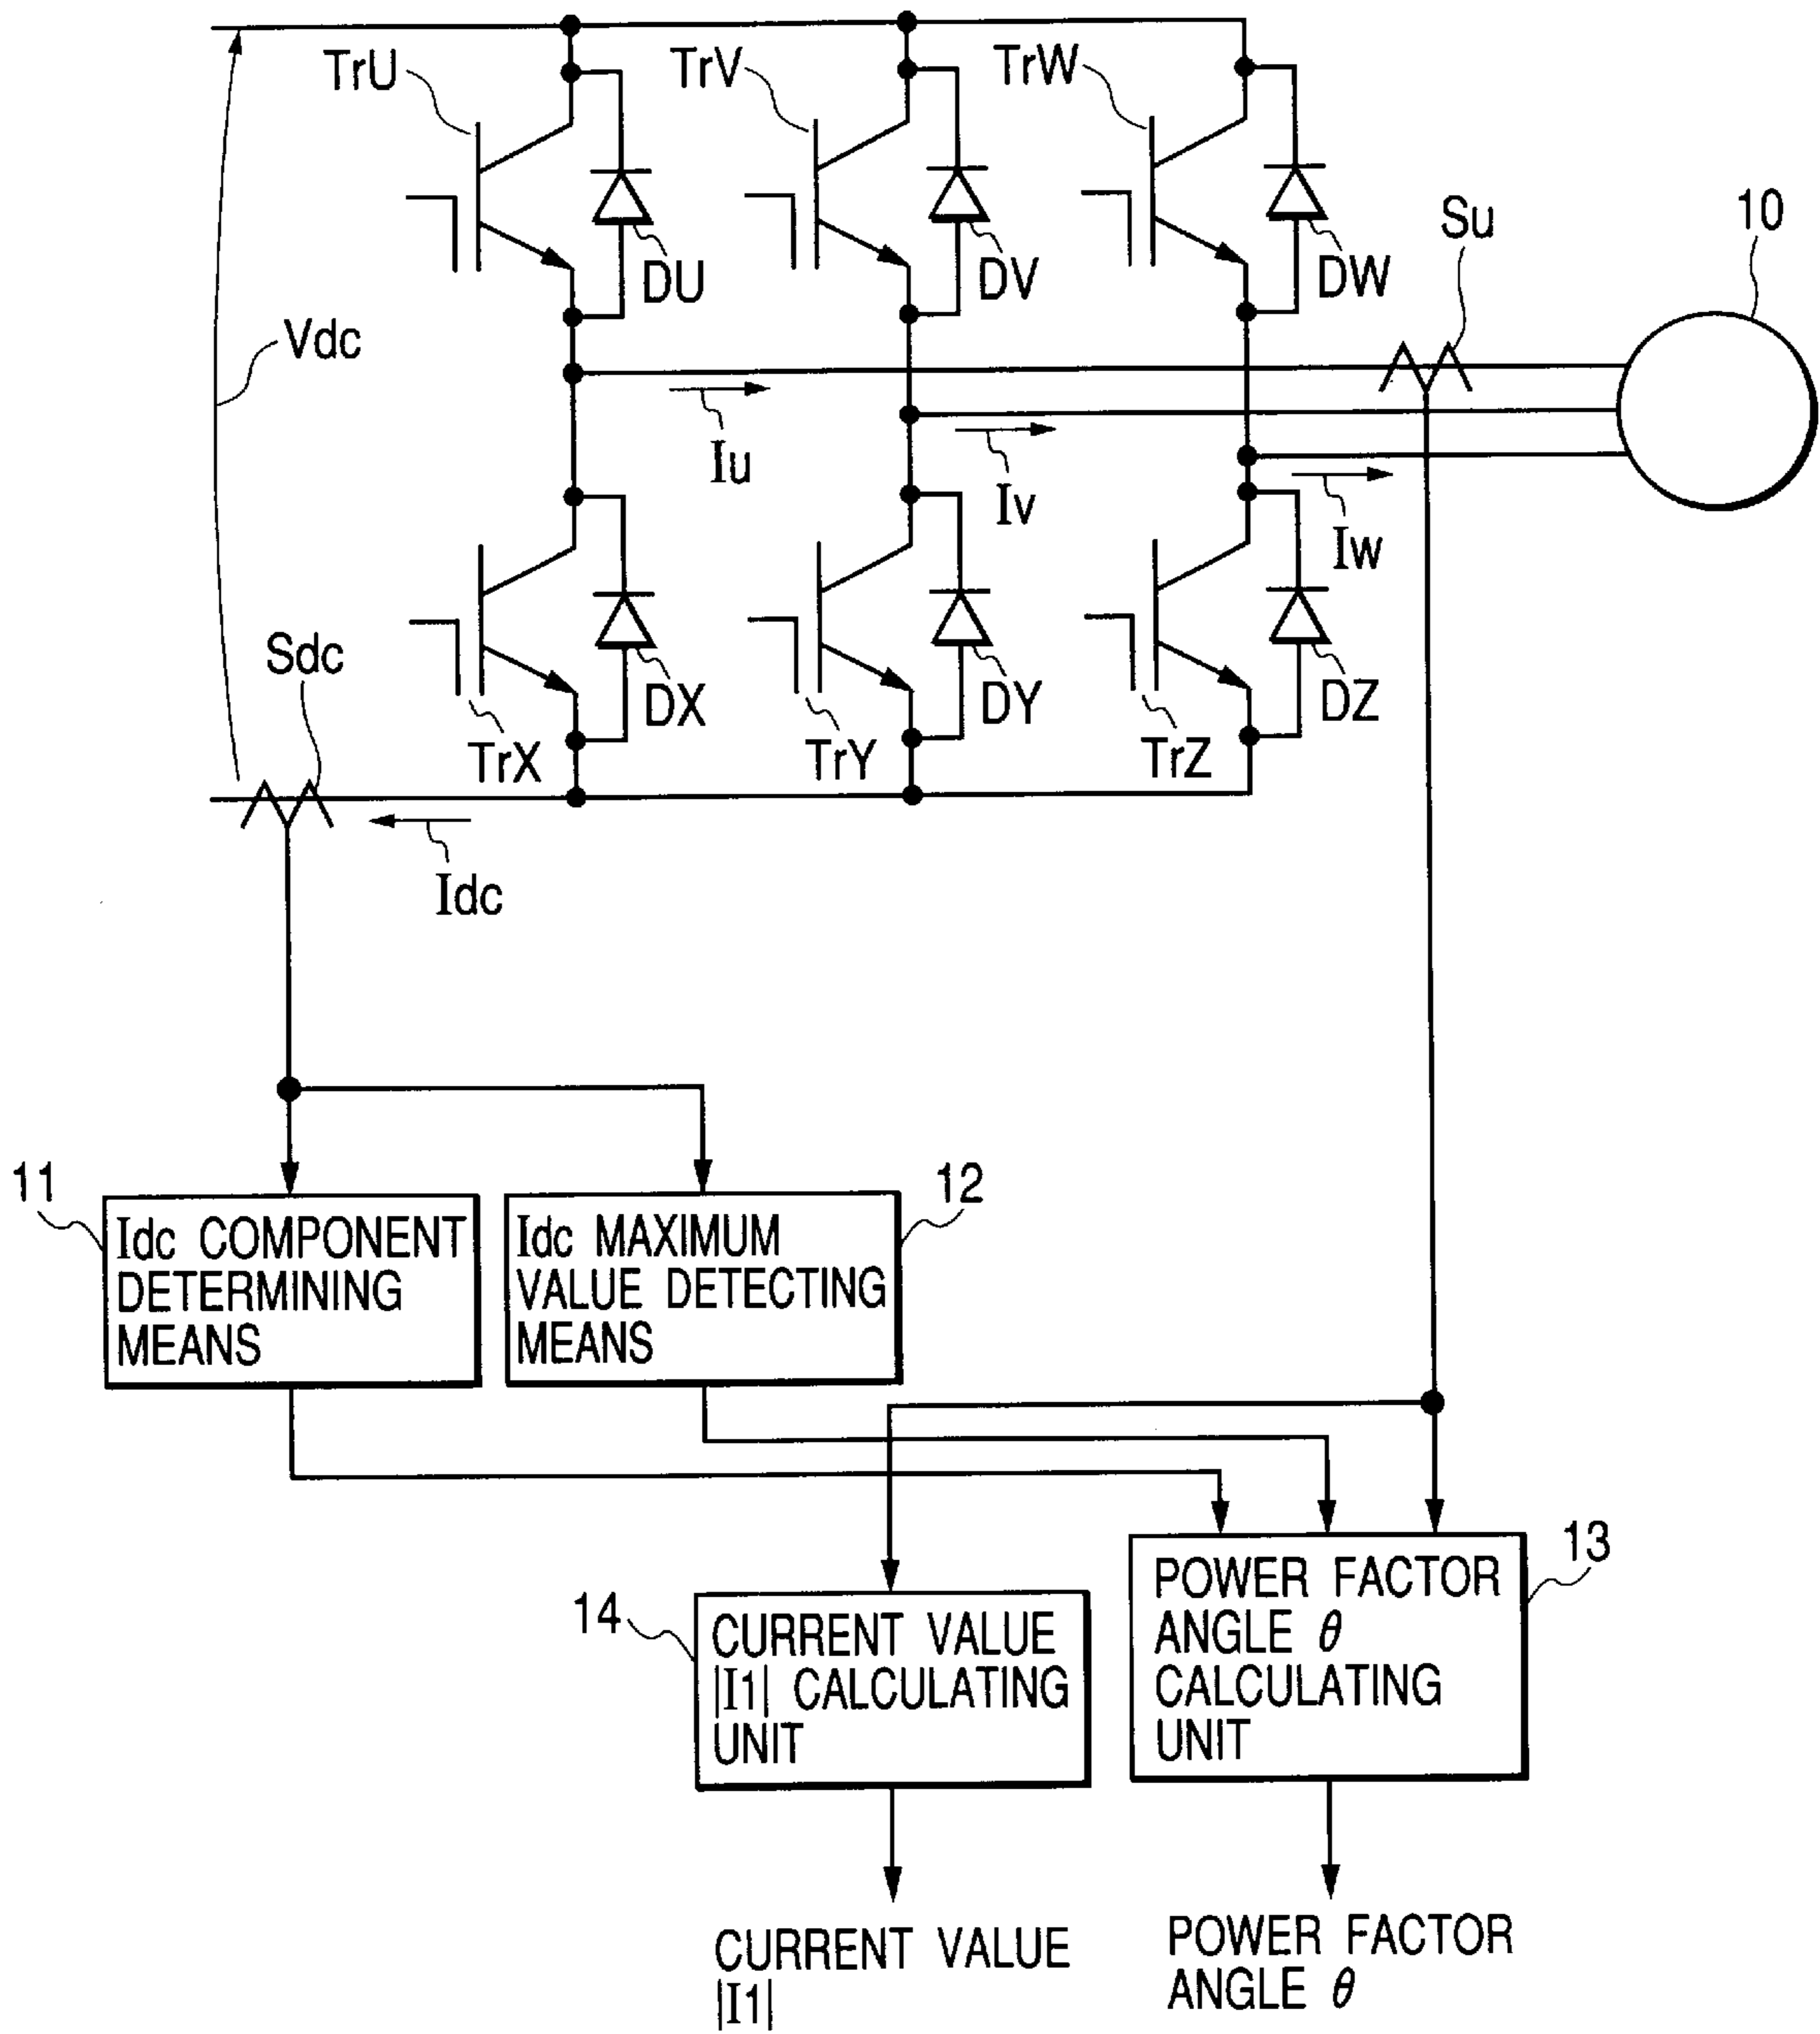 TrU
TrV
TrW
Su
10
DU
DV
DW
Vdc
Iu
Iv
Iw
Sdc
DX
DY
DZ
TrX
TrY
TrZ
Idc
11
12
Idc COMPONENT
DETERMINING
MEANS
Idc MAXIMUM
VALUE DETECTING
MEANS
13
14
POWER FACTOR
ANGLE θ
CALCULATING
UNIT
CURRENT VALUE
|I1| CALCULATING
UNIT
CURRENT VALUE
|I1|
POWER FACTOR
ANGLE θ